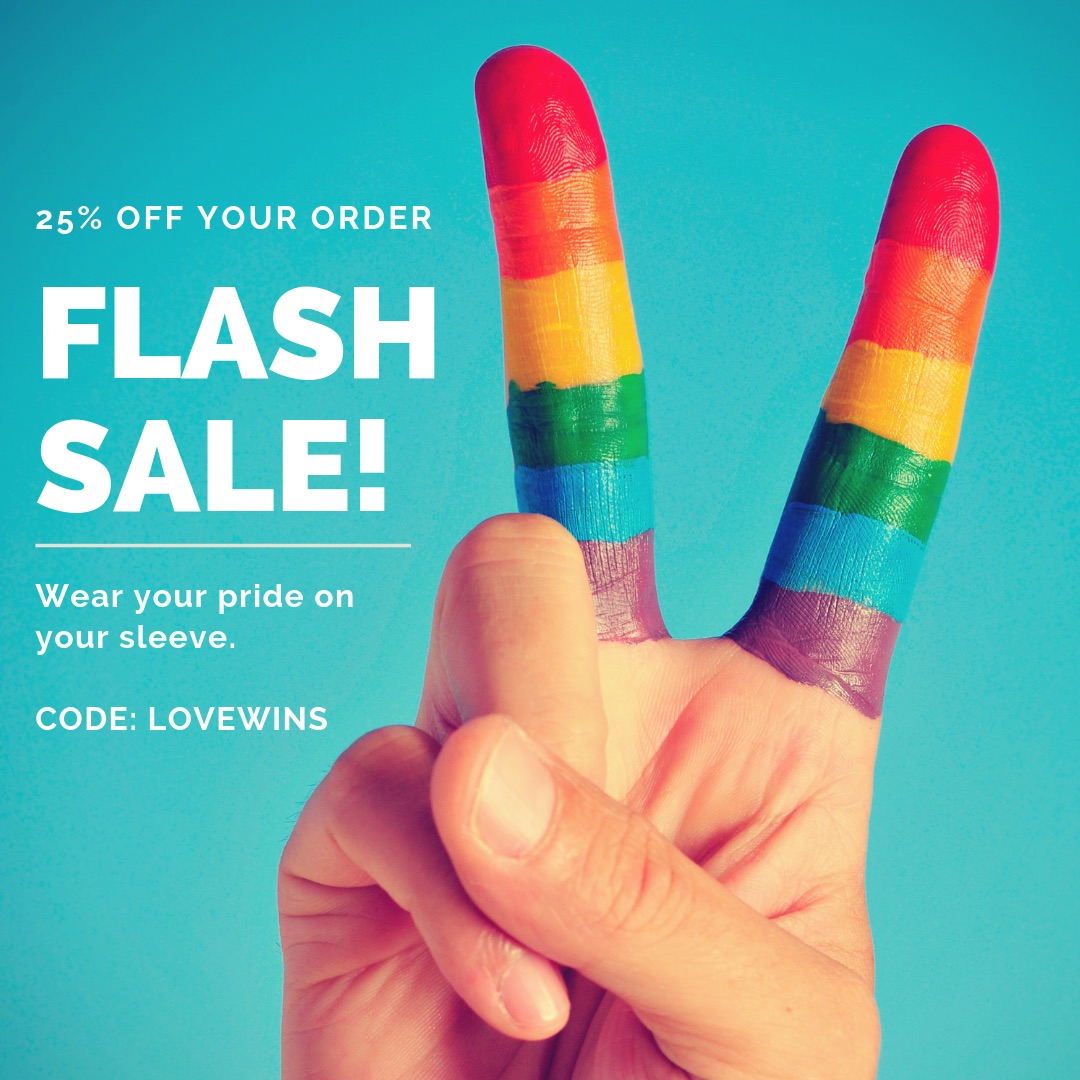 25% OFF YOUR ORDER
FLASH
SALE!
Wear your pride on
your sleeve.
CODE: LOVEWINS